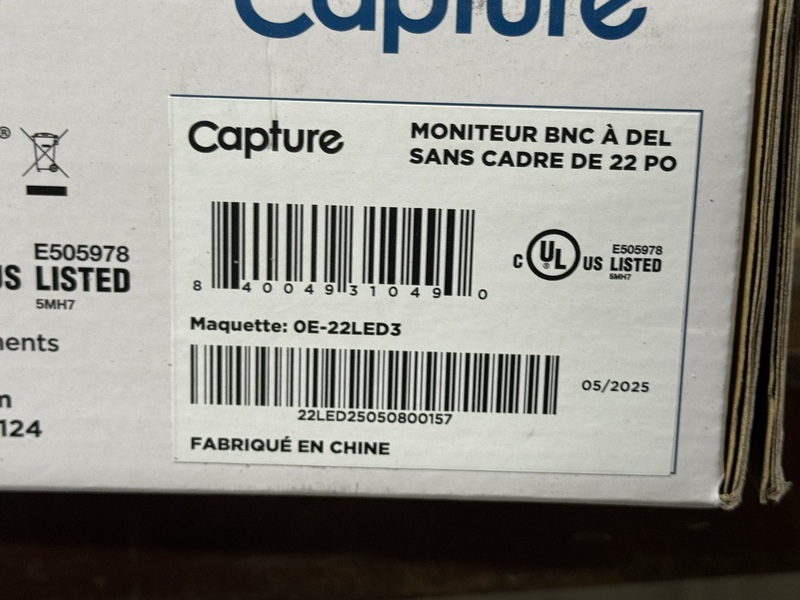 Capture
®
E505978
US LISTED
5MH7
124
Capture
MONITEUR BNC À DEL
SANS CADRE DE 22 PO
8 40049 31049 0
C UL ® US
E505978
LISTED
5MH7
Maquette: 0E-22LED3
22LED25050800157
05/2025
FABRIQUÉ EN CHINE